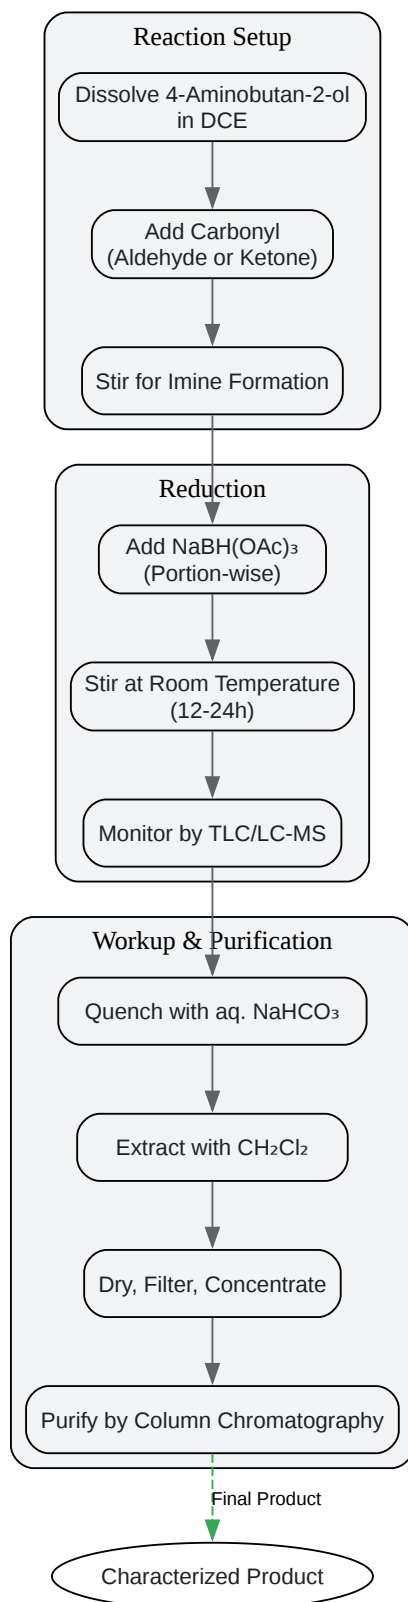 Reaction Setup
Dissolve 4-Aminobutan-2-ol
in DCE
Add Carbonyl
(Aldehyde or Ketone)
Stir for Imine Formation
Reduction
Add NaBH(OAc)₃
(Portion-wise)
Stir at Room Temperature
(12-24h)
Monitor by TLC/LC-MS
Workup & Purification
Quench with aq. NaHCO₃
Extract with CH₂Cl₂
Dry, Filter, Concentrate
Purify by Column Chromatography
Final Product
Characterized Product